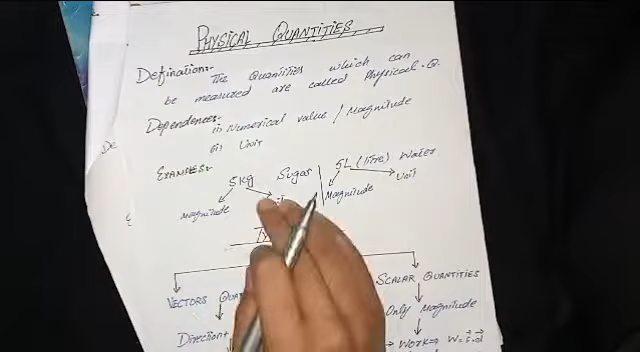 PHYSICAL QUANTITIES
Defination:- The Quantities which can
be measured are called Physical.Q.
Dependences:- (i) Numerical value / Magnitude
(ii) Unit
EXAMPLES:- 5Kg Sugar | 5L (litre) Water
Magnitude Magnitude Unit
VECTORS SCALAR QUANTITIES
Direction+ Only Magnitude
WORK⇒ W=